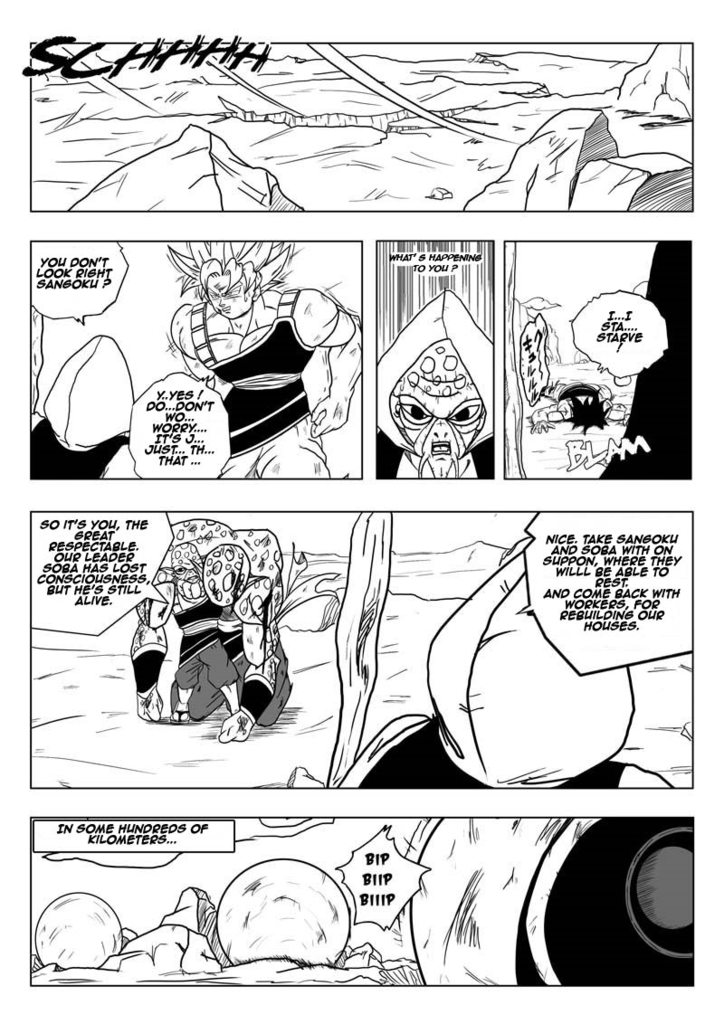 SCHHHHH
YOU DON'T
LOOK RIGHT
SANGOKU ?
Y..YES !
DO...DON'T
WO...
WORRY....
IT'S J...
JUST... TH...
THAT ...
WHAT'S HAPPENING
TO YOU ?
I...I
STA....
STARVE
!
BLAM
SO IT'S YOU, THE
GREAT
RESPECTABLE.
OUR LEADER
SOBA HAS LOST
CONSCIOUSNESS,
BUT HE'S STILL
ALIVE.
NICE. TAKE SANGOKU
AND SOBA WITH ON
SUPPON, WHERE THEY
WILLL BE ABLE TO
REST.
AND COME BACK WITH
WORKERS, FOR
REBUILDING OUR
HOUSES.
IN SOME HUNDREDS OF
KILOMETERS...
BIP
BIIP
BIIIP